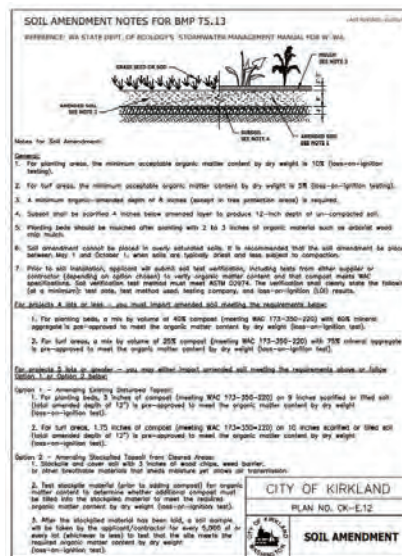 SOIL AMENDMENT NOTES FOR BMP T5.13
REFERENCE: WA STATE DEPT. OF ECOLOGY'S STORMWATER MANAGEMENT MANUAL FOR W. WA.
GRASS SEED OR SOD
MULCH
SEE NOTE 5
AMENDED SOIL
SEE NOTE 2
SUBSOIL
SEE NOTE 4
AMENDED SOIL
SEE NOTE 1
Notes for Soil Amendment:
General:
1. For planting areas, the minimum acceptable organic matter content by dry weight is 10% (loss-on-ignition
testing).
2. For turf areas, the minimum acceptable organic matter content by dry weight is 5% (loss-on-ignition testing).
3. A minimum organic-amended depth of 8 inches (except in tree protection areas) is required.
4. Subsoil shall be scarified 4 inches below amended layer to produce 12-inch depth of un-compacted soil.
5. Planting beds should be mulched after planting with 2 to 3 inches of organic material such as arborist wood
chip mulch.
6. Soil amendment cannot be placed in overly saturated soils. It is recommended that the soil amendment be place
between May 1 and October 1, when soils are typically driest and less subject to compaction.
7. Prior to soil installation, applicant will submit soil test verification, including tests from either supplier or
contractor (depending on option chosen) to verify organic matter content and that compost meets WAC
specifications. Soil verification test method must meet ASTM D2974. The verification shall clearly state the follow
(at a minimum): test date, test method used, testing company, and loss-on-ignition (LOI) results.
For projects 4 lots or less - you must import amended soil meeting the requirements below:
1. For planting beds, a mix by volume of 40% compost (meeting WAC 173-350-220) with 60% mineral
aggregate is pre-approved to meet the organic matter content by dry weight (loss-on-ignition test).
2. For turf areas, a mix by volume of 25% compost (meeting WAC 173-350-220) with 75% mineral aggregate
is pre-approved to meet the organic matter content by dry weight (loss-on-ignition test).
For projects 5 lots or greater - you may either import amended soil meeting the requirements above or follow
Option 1 or Option 2 below:
Option 1 - Amending Existing Disturbed Topsoil:
1. For planting beds, 3 inches of compost (meeting WAC 173-350-220) on 9 inches scarified or tilled soil
(total amended depth of 12") is pre-approved to meet the organic matter content by dry weight
(loss-on-ignition test).
2. For turf areas, 1.75 inches of compost (meeting WAC 173-350-220) on 10 inches scarified or tilled soil
(total amended depth of 12") is pre-approved to meet the organic matter content by dry weight
(loss-on-ignition test).
Option 2 - Amending Stockpiled Topsoil from Cleared Areas:
1. Stockpile and cover soil with 3 inches of wood chips, weed barrier,
or other breathable materials that sheds moisture yet allows air transmission.
2. Test stockpile material (prior to adding compost) for organic
matter content to determine whether additional compost must
be tilled into the stockpiled material to meet the required
organic matter content by dry weight
(loss-on-ignition test).
3. After the stockpiled material has been laid, a soil sample
will be taken by the applicant/contractor for every 5,000 sf
every lot (whichever is less) to test that the site meets the
required organic matter content by dry weight
(loss-on-ignition test).
CITY OF KIRKLAND
PLAN NO. CK-E.12
SOIL AMENDMENT